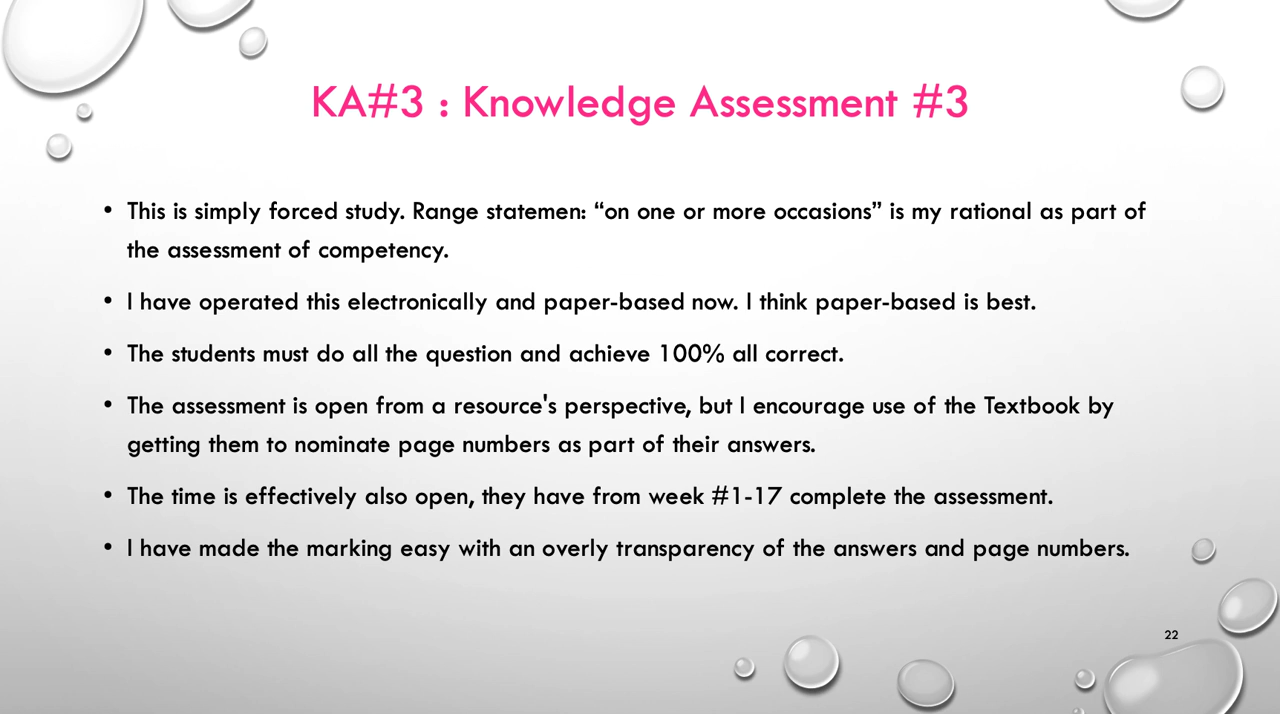 KA#3 : Knowledge Assessment #3
• This is simply forced study. Range statemen: “on one or more occasions” is my rational as part of
the assessment of competency.
• I have operated this electronically and paper-based now. I think paper-based is best.
• The students must do all the question and achieve 100% all correct.
• The assessment is open from a resource's perspective, but I encourage use of the Textbook by
getting them to nominate page numbers as part of their answers.
• The time is effectively also open, they have from week #1-17 complete the assessment.
• I have made the marking easy with an overly transparency of the answers and page numbers.
22